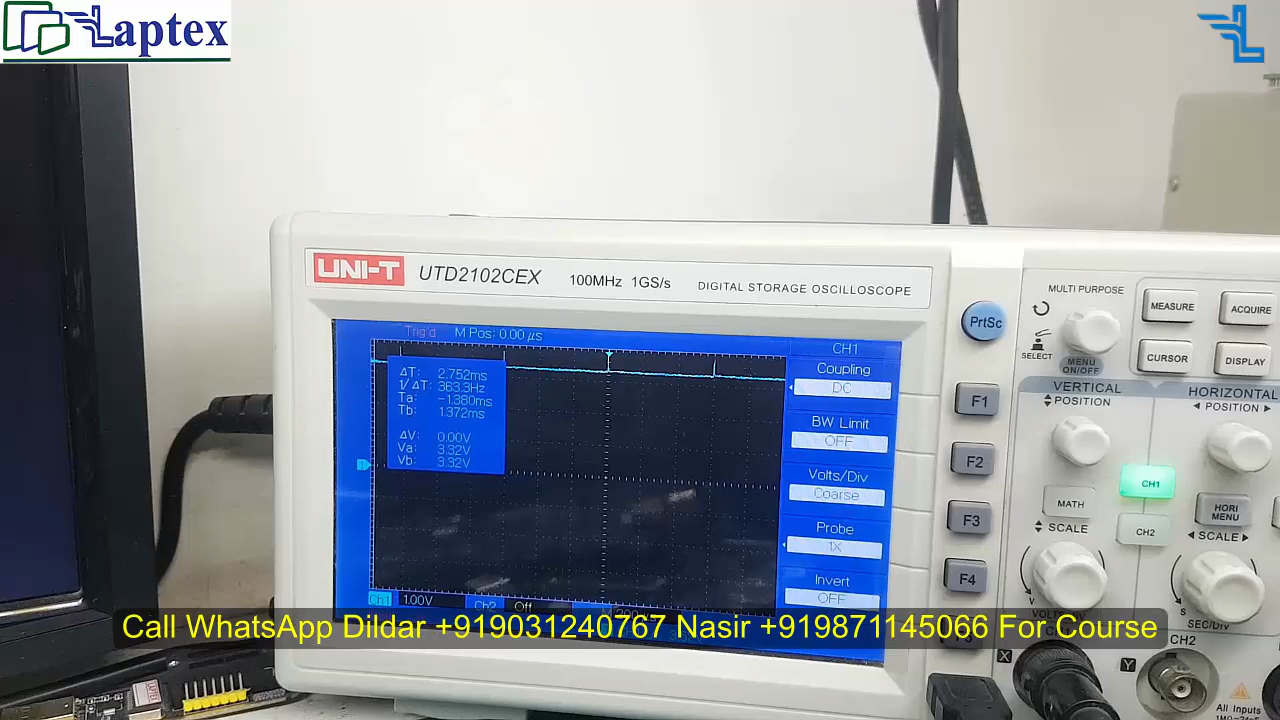 Laptex
UNI-T UTD2102CEX 100MHz 1GS/s DIGITAL STORAGE OSCILLOSCOPE
Trig'd M Pos: 0.00 µs
ΔT: 2.752ms
1/ΔT: 363.3Hz
Ta: -1.380ms
Tb: 1.372ms
ΔV: 0.00V
Va: 3.32V
Vb: 3.32V
CH1
Coupling
DC
BW Limit
OFF
Volts/Div
Coarse
Probe
1X
Invert
OFF
Ch1 1.00V Ch2 Off
PrtSc
F1
F2
F3
F4
MULTI PURPOSE
SELECT
MENU
ON/OFF
MEASURE
ACQUIRE
CURSOR
DISPLAY
VERTICAL
POSITION
HORIZONTAL
POSITION
CH1
MATH
CH2
HORI
MENU
SCALE
SCALE
SEC/DIV
CH2
X
Y
All Inputs
Call WhatsApp Dildar +919031240767 Nasir +919871145066 For Course